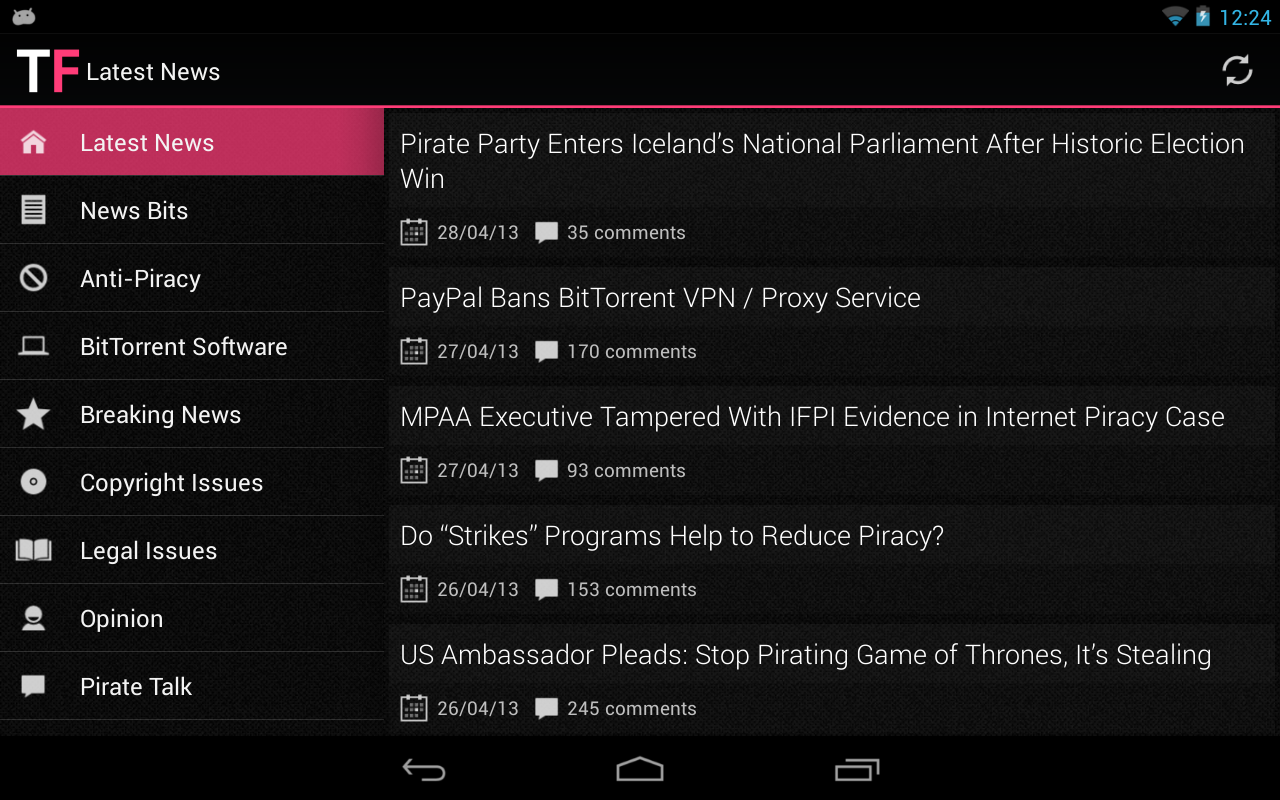 12:24
TF Latest News
Latest News
News Bits
Anti-Piracy
BitTorrent Software
Breaking News
Copyright Issues
Legal Issues
Opinion
Pirate Talk
Pirate Party Enters Iceland’s National Parliament After Historic Election
Win
28/04/13 35 comments
PayPal Bans BitTorrent VPN / Proxy Service
27/04/13 170 comments
MPAA Executive Tampered With IFPI Evidence in Internet Piracy Case
27/04/13 93 comments
Do “Strikes” Programs Help to Reduce Piracy?
26/04/13 153 comments
US Ambassador Pleads: Stop Pirating Game of Thrones, It’s Stealing
26/04/13 245 comments